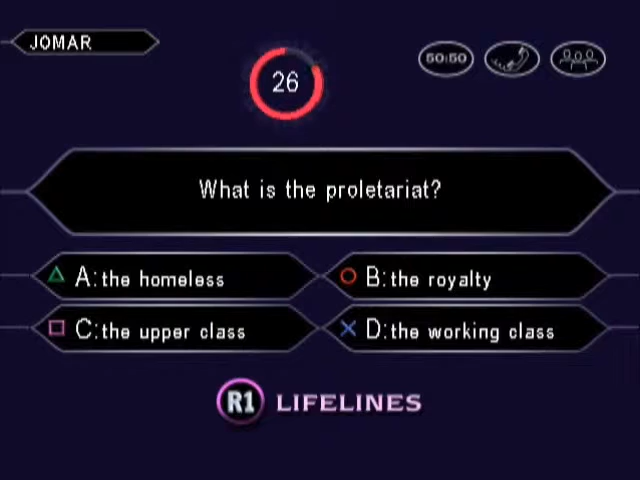 JOMAR
26
50:50
What is the proletariat?
A: the homeless
B: the royalty
C: the upper class
D: the working class
R1 LIFELINES